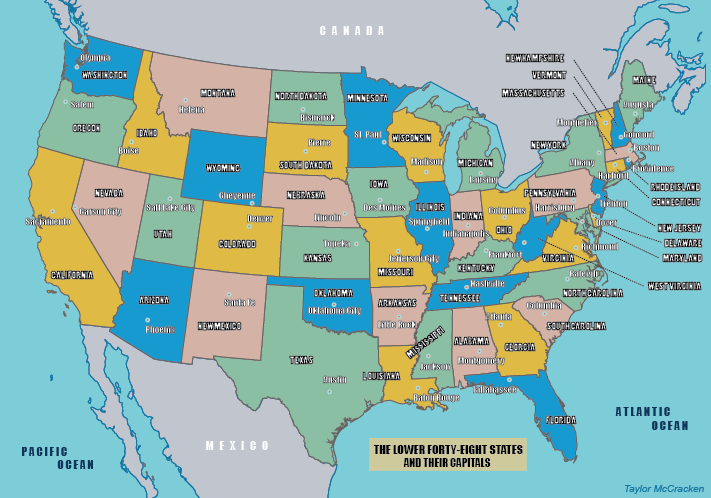 CANADA
NEW HAMPSHIRE
VERMONT
MASSACHUSETTS
Olympia
WASHINGTON
MONTANA
Helena
NORTH DAKOTA
Bismarck
MINNESOTA
St. Paul
MAINE
Augusta
Salem
OREGON
IDAHO
Boise
Pierre
SOUTH DAKOTA
WISCONSIN
Madison
MICHIGAN
Lansing
Montpelier
Concord
NEW YORK
Albany
Boston
Providence
Hartford
RHODE ISLAND
CONNECTICUT
WYOMING
Cheyenne
NEVADA
Carson City
Sacramento
CALIFORNIA
Salt Lake City
UTAH
Denver
COLORADO
NEBRASKA
Lincoln
IOWA
Des Moines
ILLINOIS
Springfield
INDIANA
Indianapolis
Columbus
OHIO
PENNSYLVANIA
Harrisburg
Trenton
Dover
NEW JERSEY
DELAWARE
MARYLAND
Topeka
KANSAS
Jefferson City
MISSOURI
Frankfort
KENTUCKY
Richmond
VIRGINIA
WEST VIRGINIA
ARIZONA
Phoenix
Santa Fe
NEW MEXICO
OKLAHOMA
Oklahoma City
ARKANSAS
Little Rock
Nashville
TENNESSEE
Raleigh
NORTH CAROLINA
Columbia
SOUTH CAROLINA
TEXAS
Austin
LOUISIANA
Baton Rouge
MISSISSIPPI
Jackson
ALABAMA
Montgomery
Atlanta
GEORGIA
Tallahassee
FLORIDA
PACIFIC
OCEAN
MEXICO
ATLANTIC
OCEAN
THE LOWER FORTY-EIGHT STATES
AND THEIR CAPITALS
Taylor McCracken